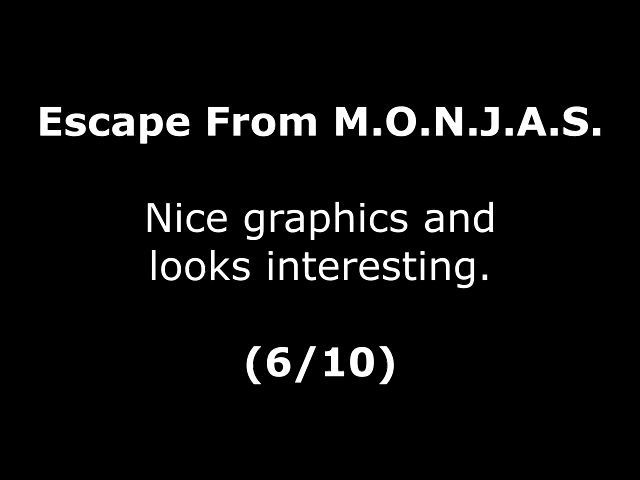 Escape From M.O.N.J.A.S.
Nice graphics and
looks interesting.
(6/10)